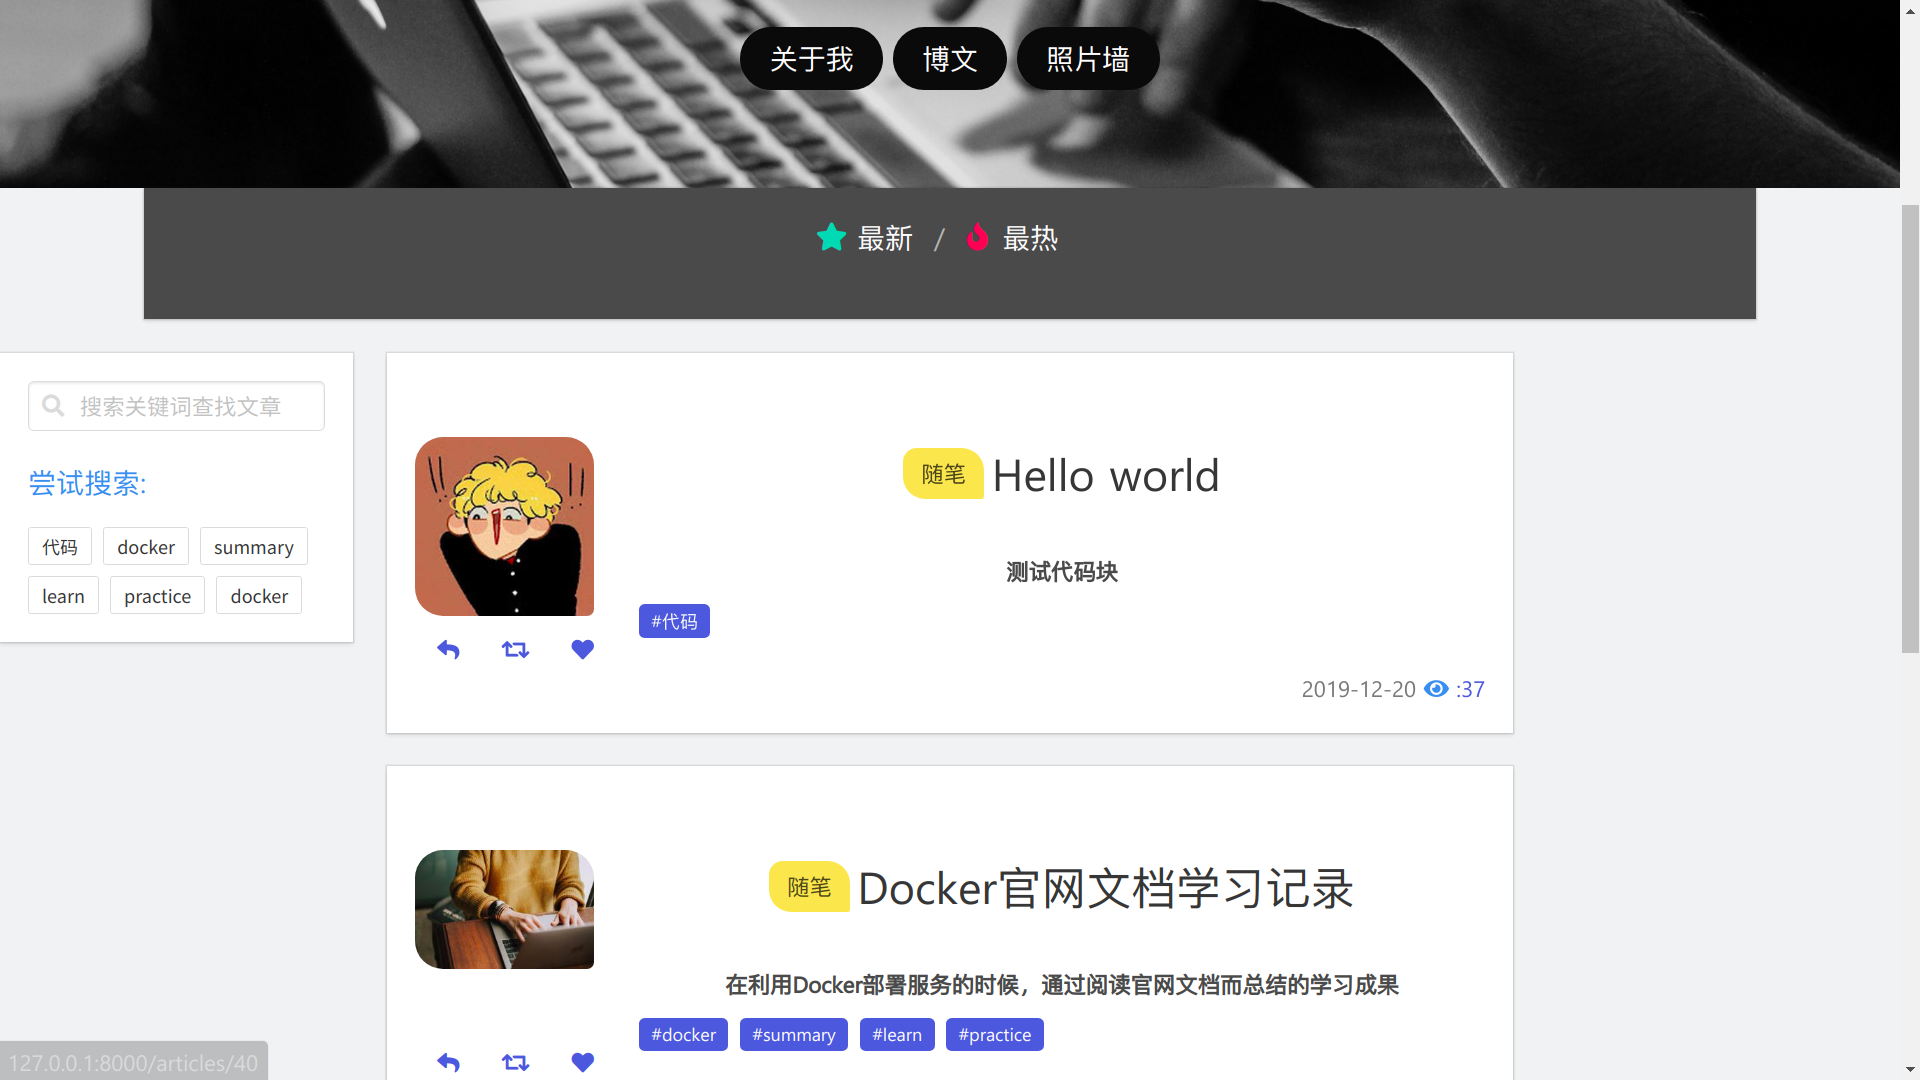 关于我 博文 照片墙
最新 / 最热
搜索关键词查找文章
尝试搜索:
代码 docker summary
learn practice docker
随笔 Hello world
测试代码块
#代码
2019-12-20 :37
随笔 Docker官网文档学习记录
在利用Docker部署服务的时候，通过阅读官网文档而总结的学习成果
#docker #summary #learn #practice
127.0.0.1:8000/articles/40